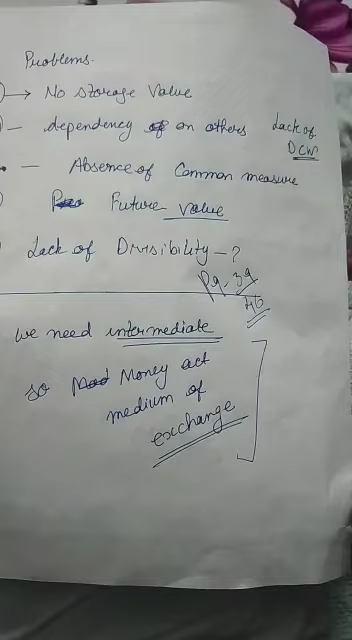 Problems.
→ No storage Value
- dependency on others Lack of
DCW
- Absence of Common measure
Future value
Lack of Divisibility - ?
Pg. 39
we need intermediate
so Money act
medium of
exchange